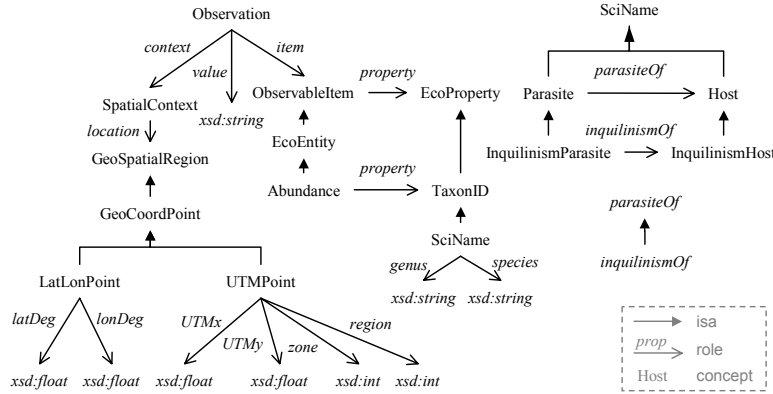 Observation
SciName
context
value
item
property
parasiteOf
SpatialContext
ObservableItem
EcoProperty
Parasite
Host
location
xsd:string
inquilinismOf
GeoSpatialRegion
EcoEntity
InquilinismParasite
InquilinismHost
property
Abundance
TaxonID
GeoCoordPoint
parasiteOf
SciName
genus
species
inquilinismOf
LatLonPoint
UTMPoint
xsd:string
xsd:string
latDeg
lonDeg
UTMx
UTMy
zone
region
isa
prop
role
xsd:float
xsd:float
xsd:float
xsd:float
xsd:int
xsd:int
Host
concept